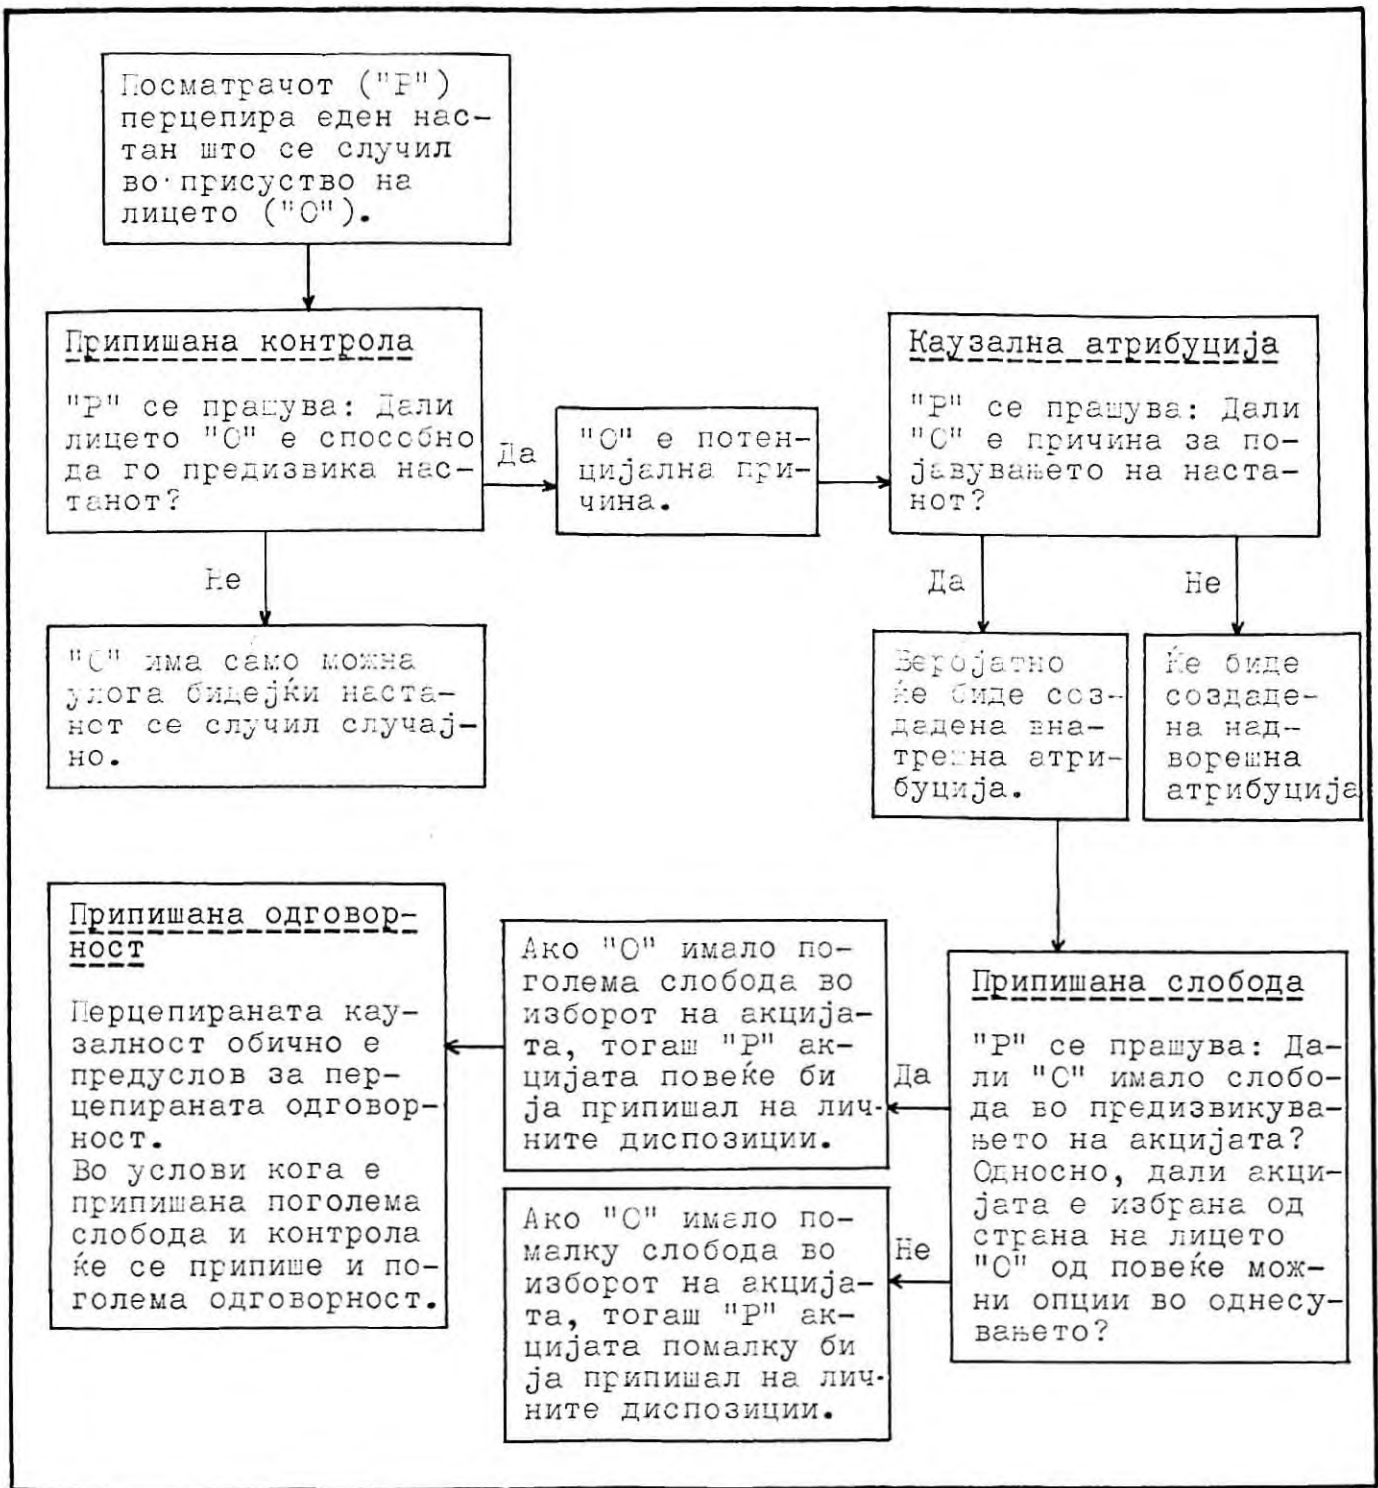 Посматрачот ("Р")
перцепира еден нас-
тан што се случил
во присуство на
лицето ("О").
Припишана контрола
"Р" се прашува: Дали
лицето "О" е способно
да го предизвика нас-
танот?
Да
"О" е потен-
цијална при-
чина.
Каузална атрибуција
"Р" се прашува: Дали
"О" е причина за по-
јавувањето на наста-
нот?
Не
"О" има само можна
улога бидејќи наста-
нот се случил случај-
но.
Да
Не
Веројатно
ќе биде соз-
дадена вна-
трешна атри-
буција.
Ќе биде
создаде-
на над-
ворешна
атрибуција
Припишана слобода
"Р" се прашува: Да-
ли "О" имало слобо-
да во предизвикува-
њето на акцијата?
Односно, дали акци-
јата е избрана од
страна на лицето
"О" од повеќе мож-
ни опции во однесу-
вањето?
Да
Ако "О" имало по-
голема слобода во
изборот на акција-
та, тогаш "Р" ак-
цијата повеќе би
ја припишал на лич-
ните диспозиции.
Не
Ако "О" имало по-
малку слобода во
изборот на акција-
та, тогаш "Р" ак-
цијата помалку би
ја припишал на лич-
ните диспозиции.
Припишана одговор-
ност
Перцепираната кау-
залност обично е
предуслов за пер-
цепираната одговор-
ност.
Во услови кога е
припишана поголема
слобода и контрола
ќе се припише и по-
голема одговорност.